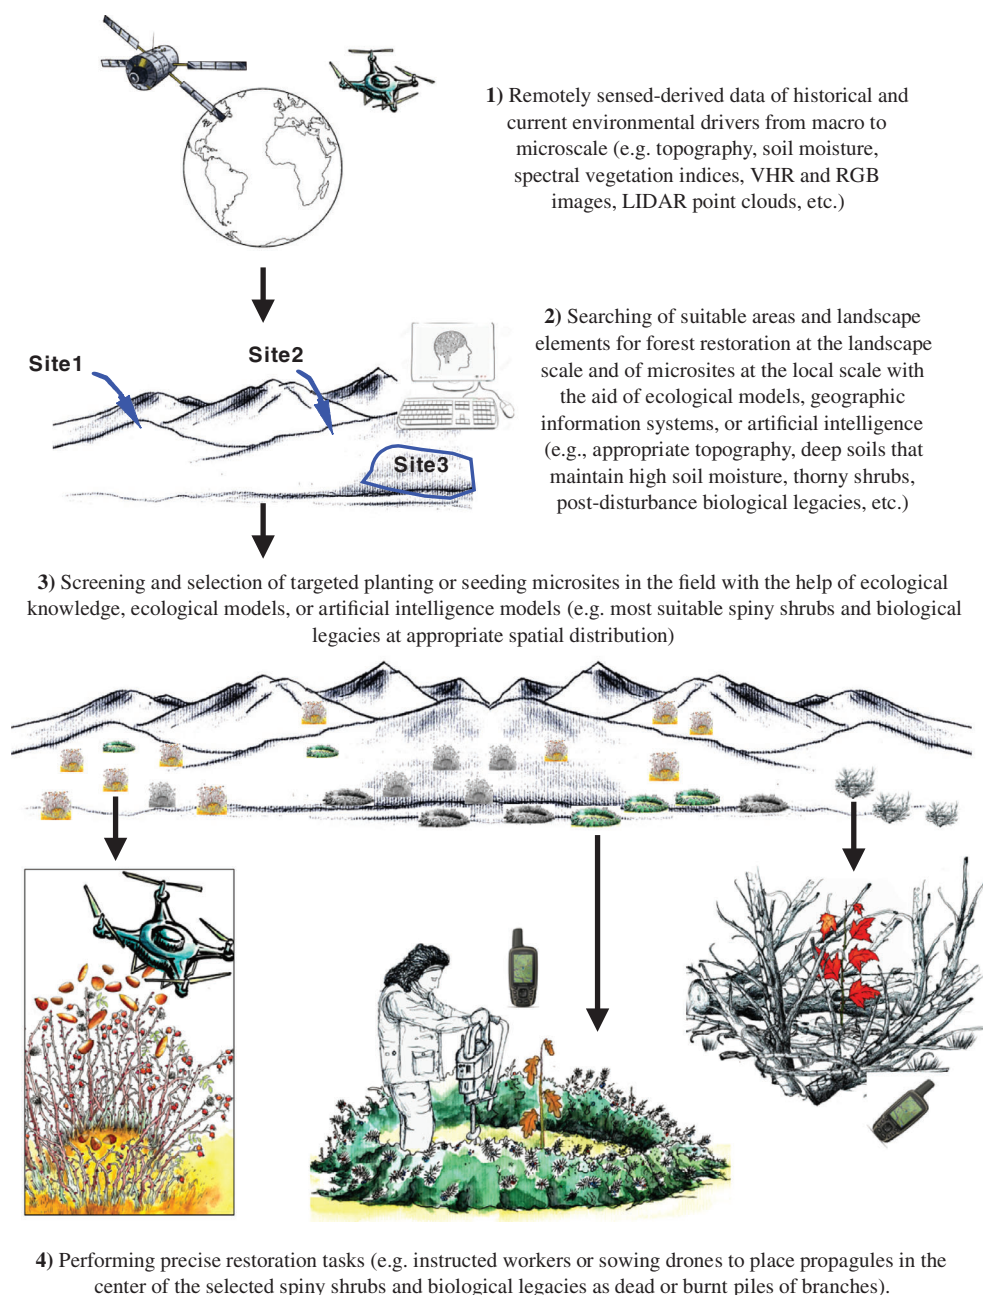 1) Remotely sensed-derived data of historical and
current environmental drivers from macro to
microscale (e.g. topography, soil moisture,
spectral vegetation indices, VHR and RGB
images, LIDAR point clouds, etc.)
2) Searching of suitable areas and landscape
elements for forest restoration at the landscape
scale and of microsites at the local scale with
the aid of ecological models, geographic
information systems, or artificial intelligence
(e.g., appropriate topography, deep soils that
maintain high soil moisture, thorny shrubs,
post-disturbance biological legacies, etc.)
Site1
Site2
Site3
3) Screening and selection of targeted planting or seeding microsites in the field with the help of ecological
knowledge, ecological models, or artificial intelligence models (e.g. most suitable spiny shrubs and biological
legacies at appropriate spatial distribution)
4) Performing precise restoration tasks (e.g. instructed workers or sowing drones to place propagules in the
center of the selected spiny shrubs and biological legacies as dead or burnt piles of branches).